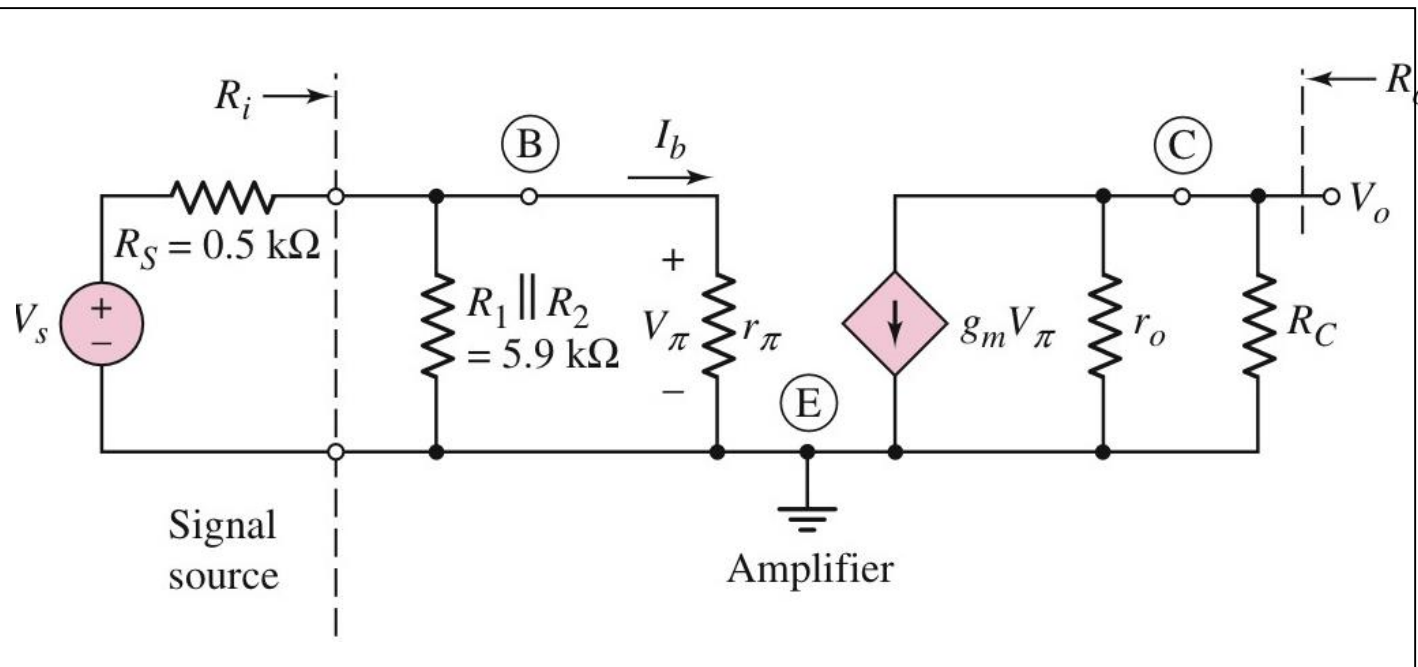 R_i
B
I_b
C
R
V_o
R_S = 0.5 kΩ
V_s
+
−
R_1 || R_2
= 5.9 kΩ
+
V_π
−
r_π
g_m V_π
r_o
R_C
E
Signal
source
Amplifier